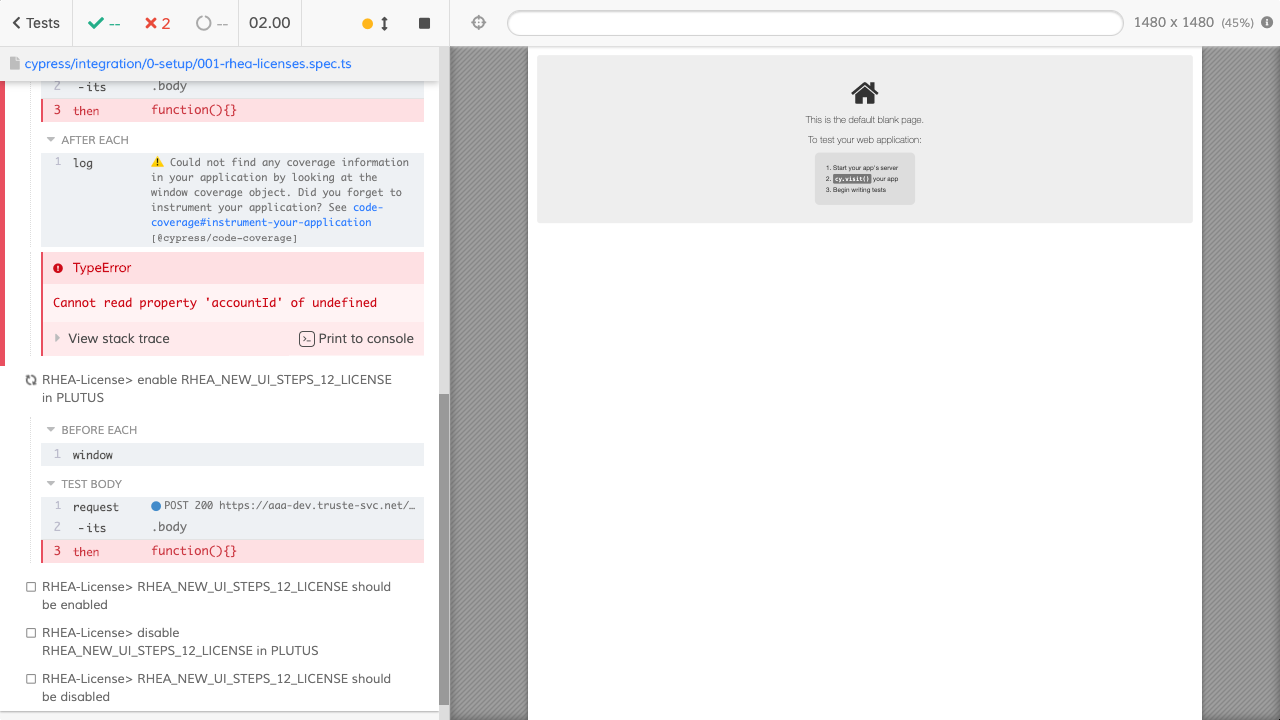 Tests -- 2 -- 02.00 1480 x 1480 (45%)
cypress/integration/0-setup/001-rhea-licenses.spec.ts
2 -its .body
3 then function(){}
AFTER EACH
1 log Could not find any coverage information
in your application by looking at the
window coverage object. Did you forget to
instrument your application? See code-
coverage#instrument-your-application
[@cypress/code-coverage]
TypeError
Cannot read property 'accountId' of undefined
View stack trace Print to console
RHEA-License> enable RHEA_NEW_UI_STEPS_12_LICENSE
in PLUTUS
BEFORE EACH
1 window
TEST BODY
1 request POST 200 https://aaa-dev.truste-svc.net/…
2 -its .body
3 then function(){}
RHEA-License> RHEA_NEW_UI_STEPS_12_LICENSE should
be enabled
RHEA-License> disable
RHEA_NEW_UI_STEPS_12_LICENSE in PLUTUS
RHEA-License> RHEA_NEW_UI_STEPS_12_LICENSE should
be disabled
This is the default blank page.
To test your web application:
1. Start your app's server
2. cy.visit() your app
3. Begin writing tests